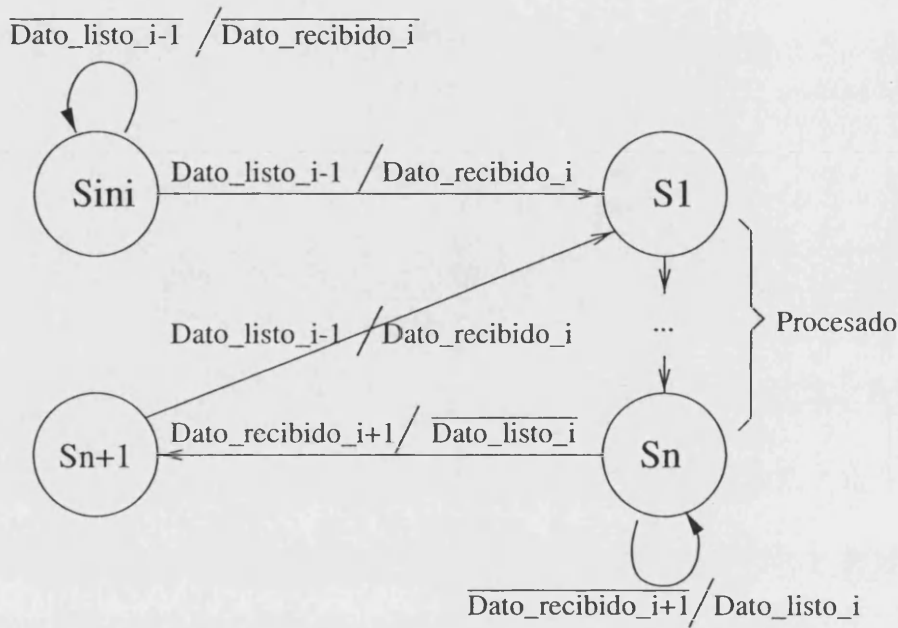 Dato_listo_i-1 / Dato_recibido_i
Sini
Dato_listo_i-1 / Dato_recibido_i
S1
Dato_listo_i-1 / Dato_recibido_i
...
Procesado
Sn+1
Dato_recibido_i+1 / Dato_listo_i
Sn
Dato_recibido_i+1 / Dato_listo_i